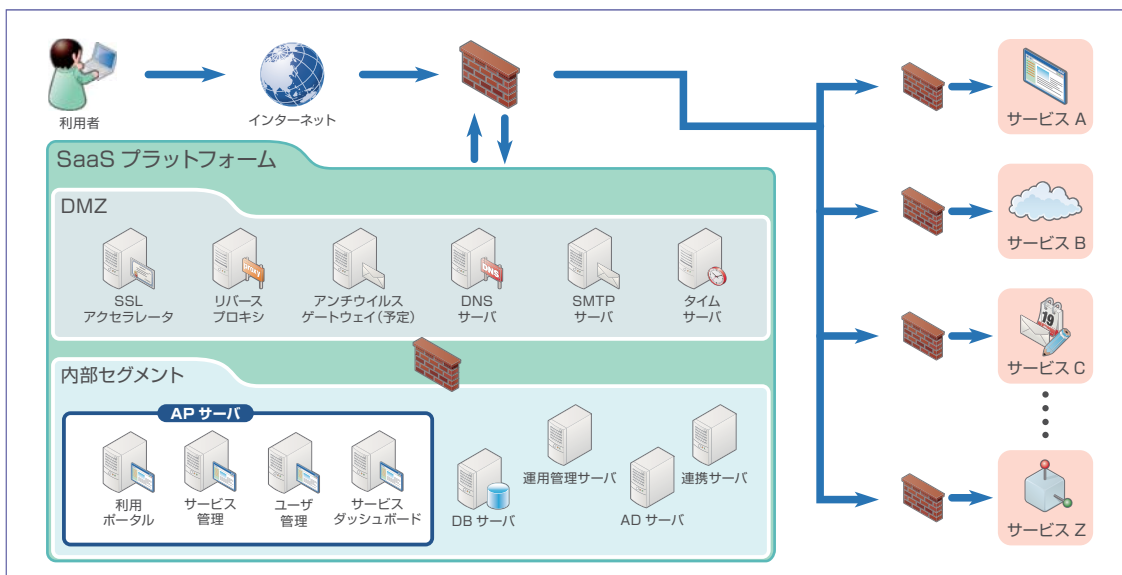 利用者
インターネット
サービス A
SaaS プラットフォーム
DMZ
サービス B
SSL
アクセラレータ
proxy
リバース
プロキシ
アンチウイルス
ゲートウェイ(予定)
DNS
DNS
サーバ
SMTP
サーバ
タイム
サーバ
19
サービス C
内部セグメント
AP サーバ
利用
ポータル
サービス
管理
ユーザ
管理
サービス
ダッシュボード
DB サーバ
運用管理サーバ
AD サーバ
連携サーバ
サービス Z